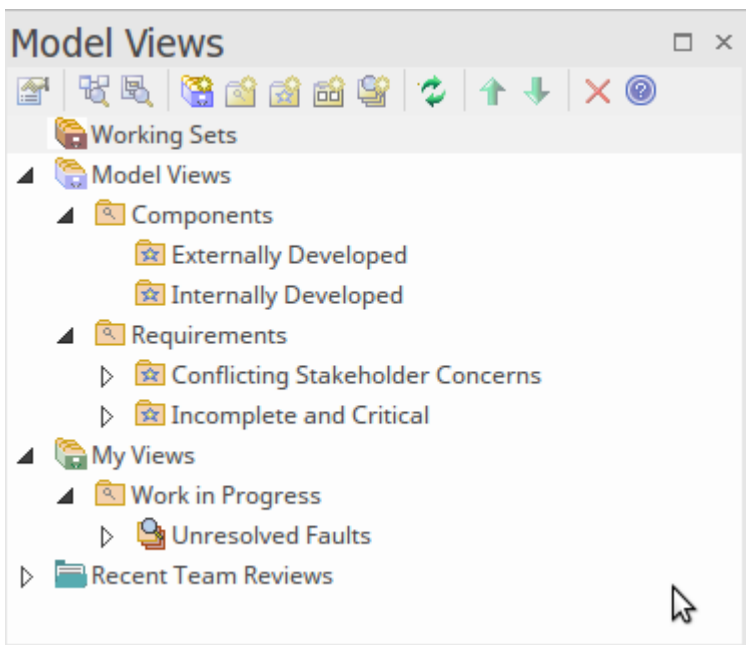 Model Views
Working Sets
Model Views
Components
Externally Developed
Internally Developed
Requirements
Conflicting Stakeholder Concerns
Incomplete and Critical
My Views
Work in Progress
Unresolved Faults
Recent Team Reviews